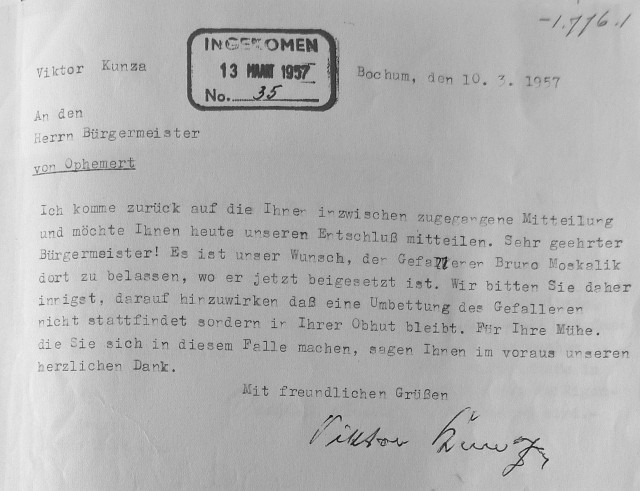 -1.776.1
INGEKOMEN
13 MAART 1957
No. 35
Viktor Kunza
Bochum, den 10. 3. 1957
An den
Herrn Bürgermeister
von Ophemert
Ich komme zurück auf die Ihnen inzwischen zugegangene Mitteilung
und möchte Ihnen heute unseren Entschluß mitteilen. Sehr geehrter
Bürgermeister! Es ist unser Wunsch, den Gefallenen Bruno Moskalik
dort zu belassen, wo er jetzt beigesetzt ist. Wir bitten Sie daher
innigst, darauf hinzuwirken daß eine Umbettung des Gefallenen
nicht stattfindet sondern in Ihrer Obhut bleibt. Für Ihre Mühe.
die Sie sich in diesem Falle machen, sagen Ihnen im voraus unseren
herzlichen Dank.
Mit freundlichen Grüßen
Viktor Kunza